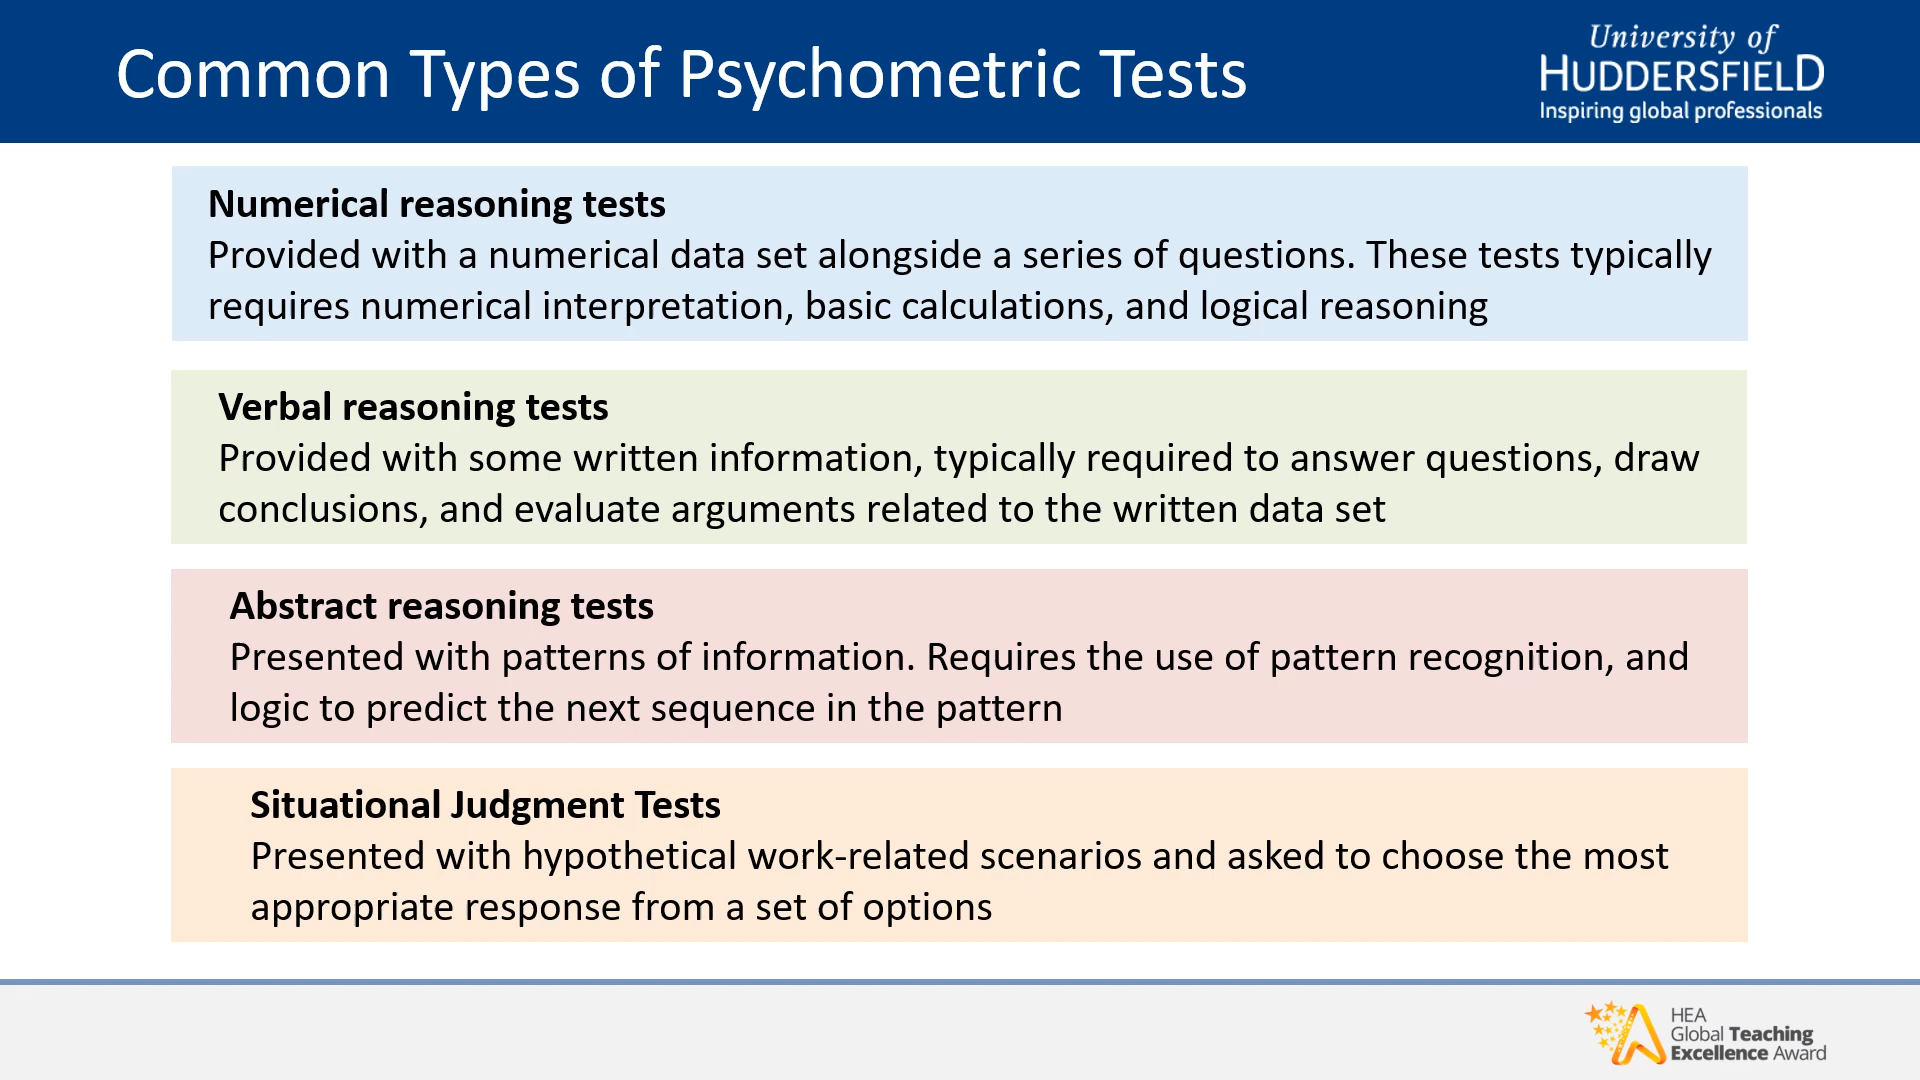 Common Types of Psychometric Tests
University of
HUDDERSFIELD
Inspiring global professionals
Numerical reasoning tests
Provided with a numerical data set alongside a series of questions. These tests typically
requires numerical interpretation, basic calculations, and logical reasoning
Verbal reasoning tests
Provided with some written information, typically required to answer questions, draw
conclusions, and evaluate arguments related to the written data set
Abstract reasoning tests
Presented with patterns of information. Requires the use of pattern recognition, and
logic to predict the next sequence in the pattern
Situational Judgment Tests
Presented with hypothetical work-related scenarios and asked to choose the most
appropriate response from a set of options
HEA
Global Teaching
Excellence Award